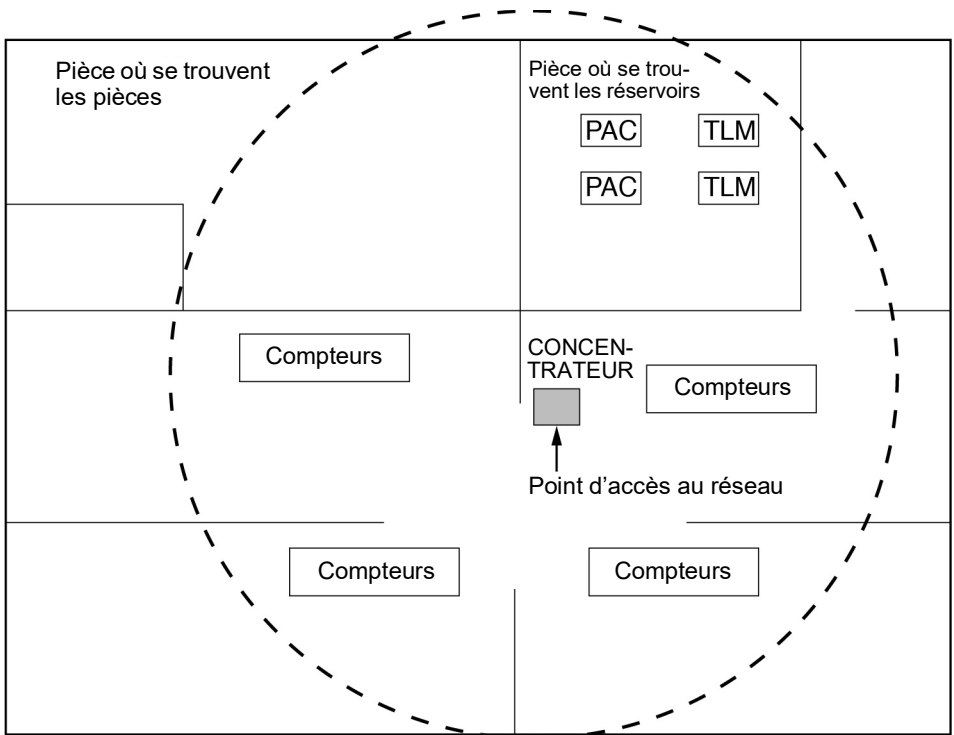 Pièce où se trouvent
les pièces
Pièce où se trou-
vent les réservoirs
PAC
TLM
PAC
TLM
Compteurs
CONCEN-
TRATEUR
Compteurs
Point d’accès au réseau
Compteurs
Compteurs